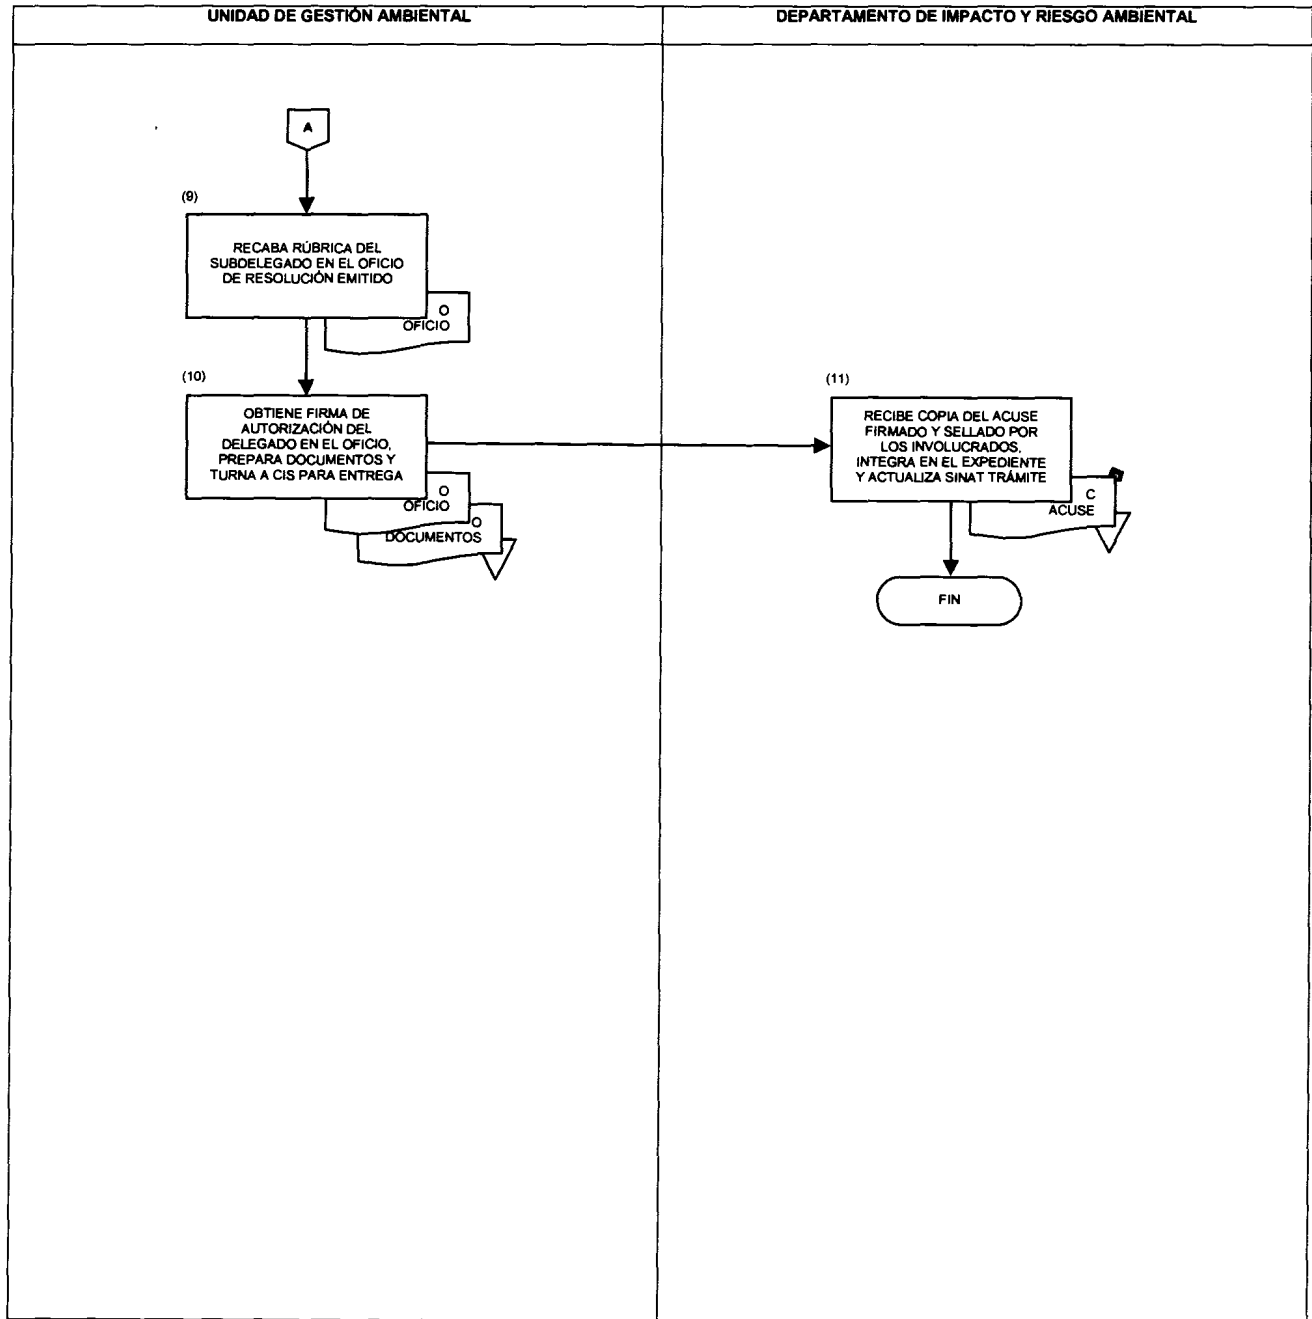 UNIDAD DE GESTIÓN AMBIENTAL
DEPARTAMENTO DE IMPACTO Y RIESGO AMBIENTAL
A
(9)
RECABA RÚBRICA DEL
SUBDELEGADO EN EL OFICIO
DE RESOLUCIÓN EMITIDO
O
OFICIO
(10)
OBTIENE FIRMA DE
AUTORIZACIÓN DEL
DELEGADO EN EL OFICIO,
PREPARA DOCUMENTOS Y
TURNA A CIS PARA ENTREGA
O
OFICIO
O
DOCUMENTOS
(11)
RECIBE COPIA DEL ACUSE
FIRMADO Y SELLADO POR
LOS INVOLUCRADOS,
INTEGRA EN EL EXPEDIENTE
Y ACTUALIZA SINAT TRÁMITE
C
ACUSE
FIN